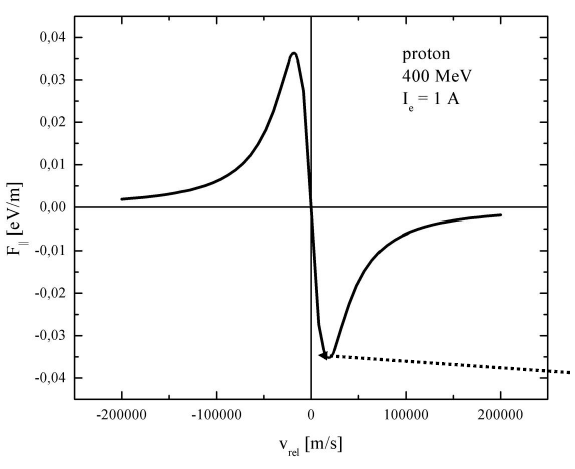 0,04
0,03
0,02
0,01
0,00
-0,01
-0,02
-0,03
-0,04
F|| [eV/m]
proton
400 MeV
Ie = 1 A
-200000 -100000 0 100000 200000
vrel [m/s]